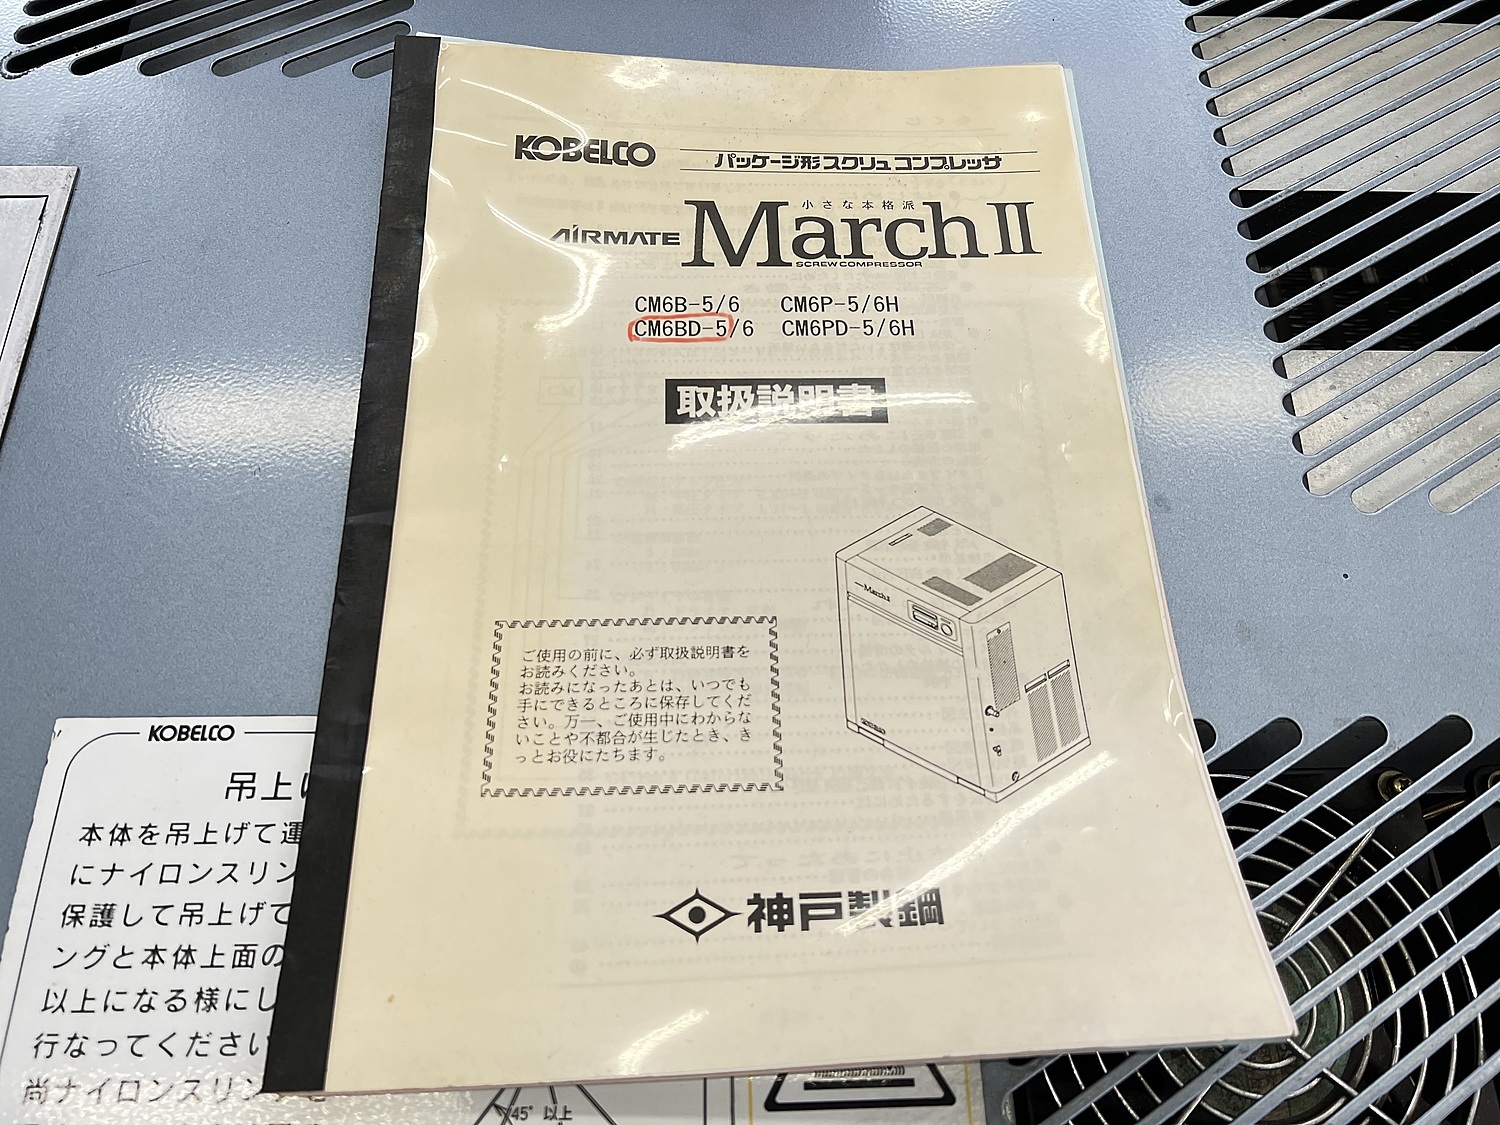 KOBELCO
パッケージ形スクリュコンプレッサ
小さな本格派
AIRMATE March II
SCREW COMPRESSOR
CM6B-5/6 CM6P-5/6H
CM6BD-5/6 CM6PD-5/6H
取扱説明書
March II
ご使用の前に、必ず取扱説明書を
お読みください。
お読みになったあとは、いつでも
手にできるところに保存してくだ
さい。万一、ご使用中にわからな
いことや不都合が生じたとき、き
っとお役にたちます。
神戸製鋼
KOBELCO
吊上げ
本体を吊上げて運
にナイロンスリン
保護して吊上げて
ングと本体上面の
以上になる様にし
行なってください
尚ナイロンスリン
45° 以上